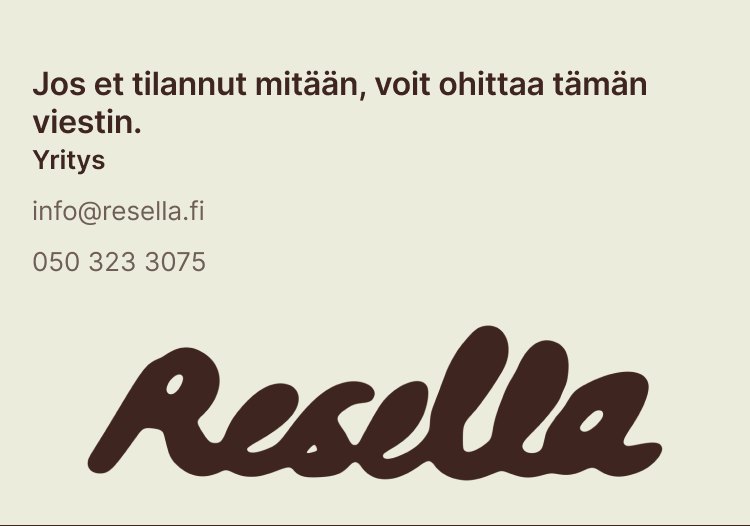 Jos et tilannut mitään, voit ohittaa tämän
viestin.
Yritys
info@resella.fi
050 323 3075
Resella